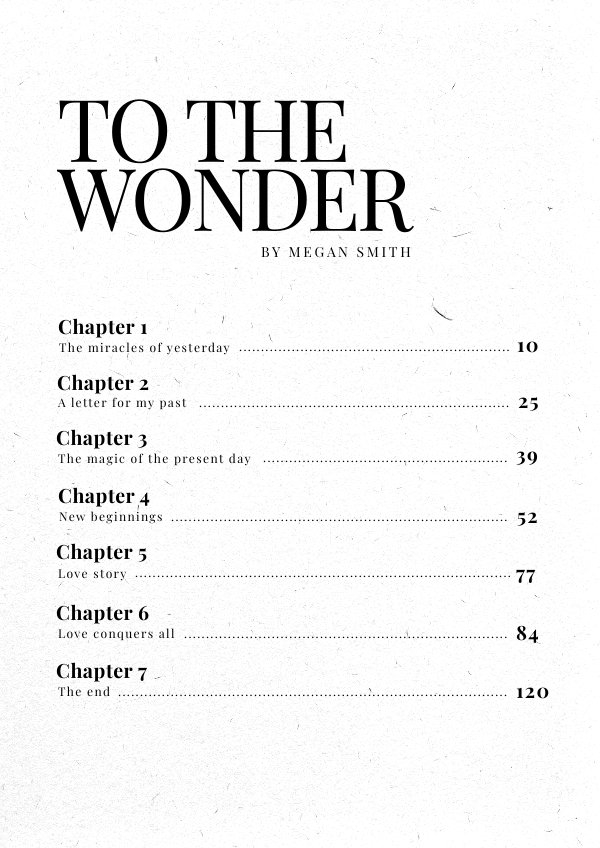 TO THE
WONDER
BY MEGAN SMITH
Chapter 1
The miracles of yesterday ........................................ 10
Chapter 2
A letter for my past ........................................ 25
Chapter 3
The magic of the present day ........................................ 39
Chapter 4
New beginnings ........................................ 52
Chapter 5
Love story ........................................ 77
Chapter 6
Love conquers all ........................................ 84
Chapter 7
The end ........................................ 120